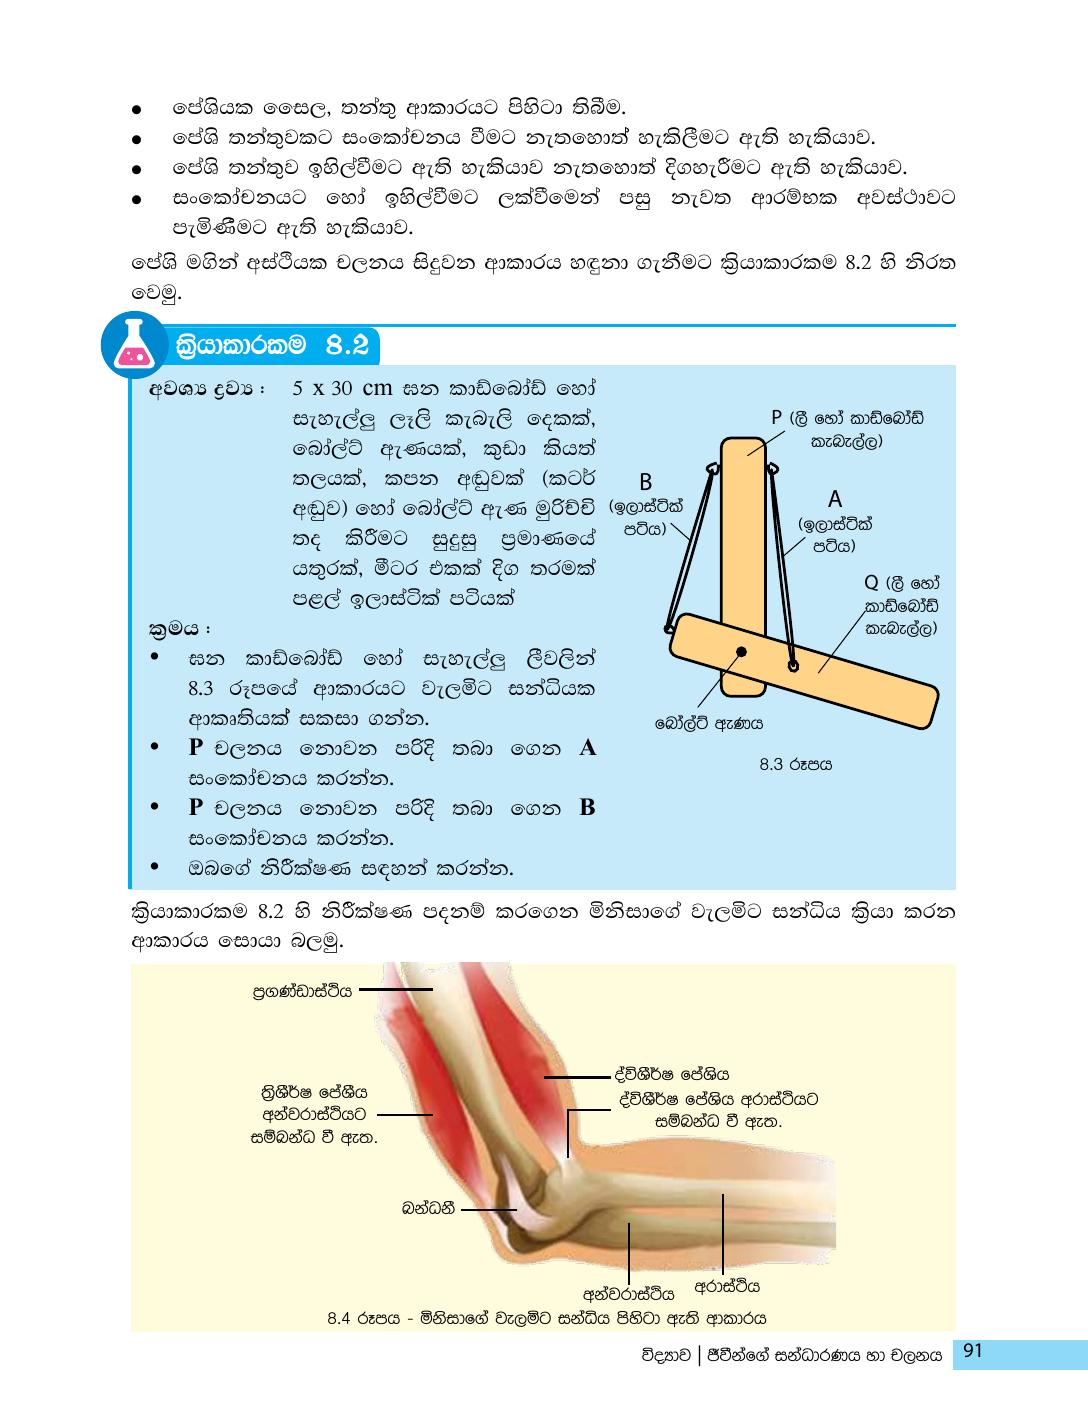 • පේශියක සෛල, තන්තු ආකාරයට පිහිටා තිබීම.
• පේශි තන්තුවකට සංකෝචනය වීමට නැතහොත් හැකිලීමට ඇති හැකියාව.
• පේශි තන්තුව ඉහිල්වීමට ඇති හැකියාව නැතහොත් දිගහැරීමට ඇති හැකියාව.
• සංකෝචනයට හෝ ඉහිල්වීමට ලක්වීමෙන් පසු නැවත ආරම්භක අවස්ථාවට
පැමිණීමට ඇති හැකියාව.
පේශි මගින් අස්ථියක චලනය සිදුවන ආකාරය හඳුනා ගැනීමට ක්‍රියාකාරකම 8.2 හි නිරත
වෙමු.
ක්‍රියාකාරකම 8.2
අවශ්‍ය ද්‍රව්‍ය : 5 x 30 cm ඝන කාඩ්බෝඩ් හෝ
සැහැල්ලු ලෑලි කැබැලි දෙකක්,
බෝල්ට් ඇණයක්, කුඩා කියත්
තලයක්, කපන අඬුවක් (කටර්
අඬුව) හෝ බෝල්ට් ඇණ මුරිච්චි
තද කිරීමට සුදුසු ප්‍රමාණයේ
යතුරක්, මීටර එකක් දිග තරමක්
පළල් ඉලාස්ටික් පටියක්
ක්‍රමය :
• ඝන කාඩ්බෝඩ් හෝ සැහැල්ලු ලීවලින්
8.3 රූපයේ ආකාරයට වැලමිට සන්ධියක
ආකෘතියක් සකසා ගන්න.
• P චලනය නොවන පරිදි තබා ගෙන A
සංකෝචනය කරන්න.
• P චලනය නොවන පරිදි තබා ගෙන B
සංකෝචනය කරන්න.
• ඔබගේ නිරීක්ෂණ සඳහන් කරන්න.
P (ලී හෝ කාඩ්බෝඩ්
කැබැල්ල)
B
(ඉලාස්ටික්
පටිය)
A
(ඉලාස්ටික්
පටිය)
Q (ලී හෝ
කාඩ්බෝඩ්
කැබැල්ල)
බෝල්ට් ඇණය
8.3 රූපය
ක්‍රියාකාරකම 8.2 හි නිරීක්ෂණ පදනම් කරගෙන මිනිසාගේ වැලමිට සන්ධිය ක්‍රියා කරන
ආකාරය සොයා බලමු.
ප්‍රගණ්ඩාස්ථිය
ද්විශීර්ෂ පේශිය
ද්විශීර්ෂ පේශිය අරාස්ථියට
සම්බන්ධ වී ඇත.
ත්‍රිශීර්ෂ පේශීය
අන්වරාස්ථියට
සම්බන්ධ වී ඇත.
බන්ධනී
අන්වරාස්ථිය
අරාස්ථිය
8.4 රූපය - මිනිසාගේ වැලමිට සන්ධිය පිහිටා ඇති ආකාරය
විද්‍යාව | ජීවීන්ගේ සන්ධාරණය හා චලනය 91